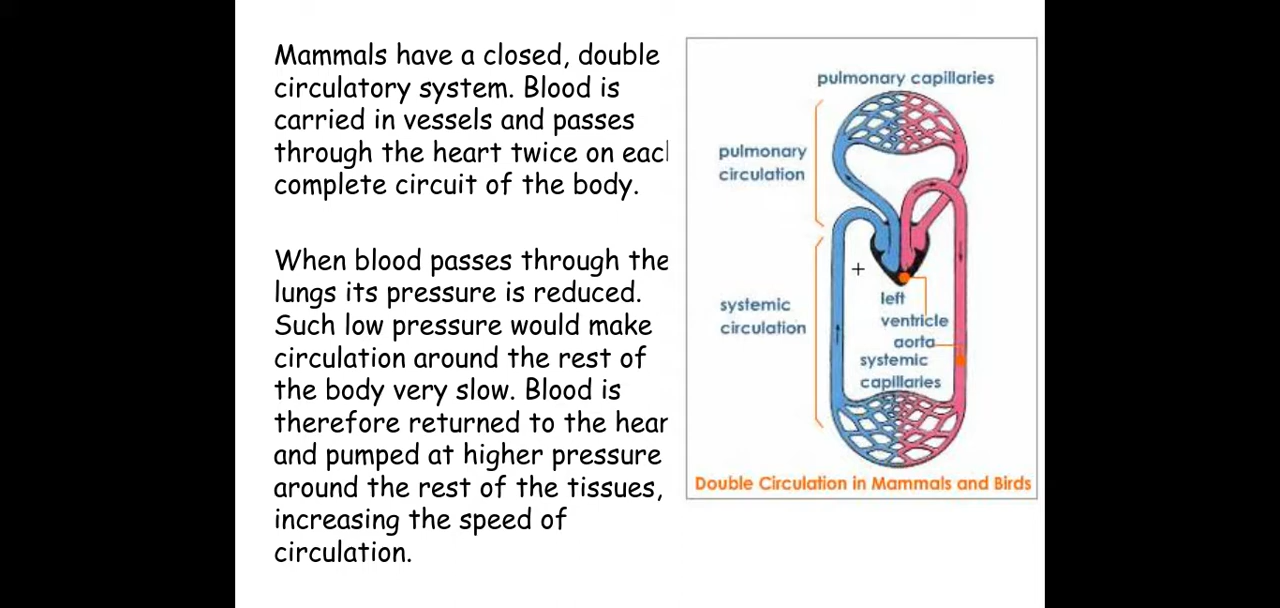 Mammals have a closed, double
circulatory system. Blood is
carried in vessels and passes
through the heart twice on eac
complete circuit of the body.
When blood passes through the
lungs its pressure is reduced.
Such low pressure would make
circulation around the rest of
the body very slow. Blood is
therefore returned to the hear
and pumped at higher pressure
around the rest of the tissues,
increasing the speed of
circulation.
pulmonary capillaries
pulmonary
circulation
systemic
circulation
left
ventricle
aorta
systemic
capillaries
Double Circulation in Mammals and Birds